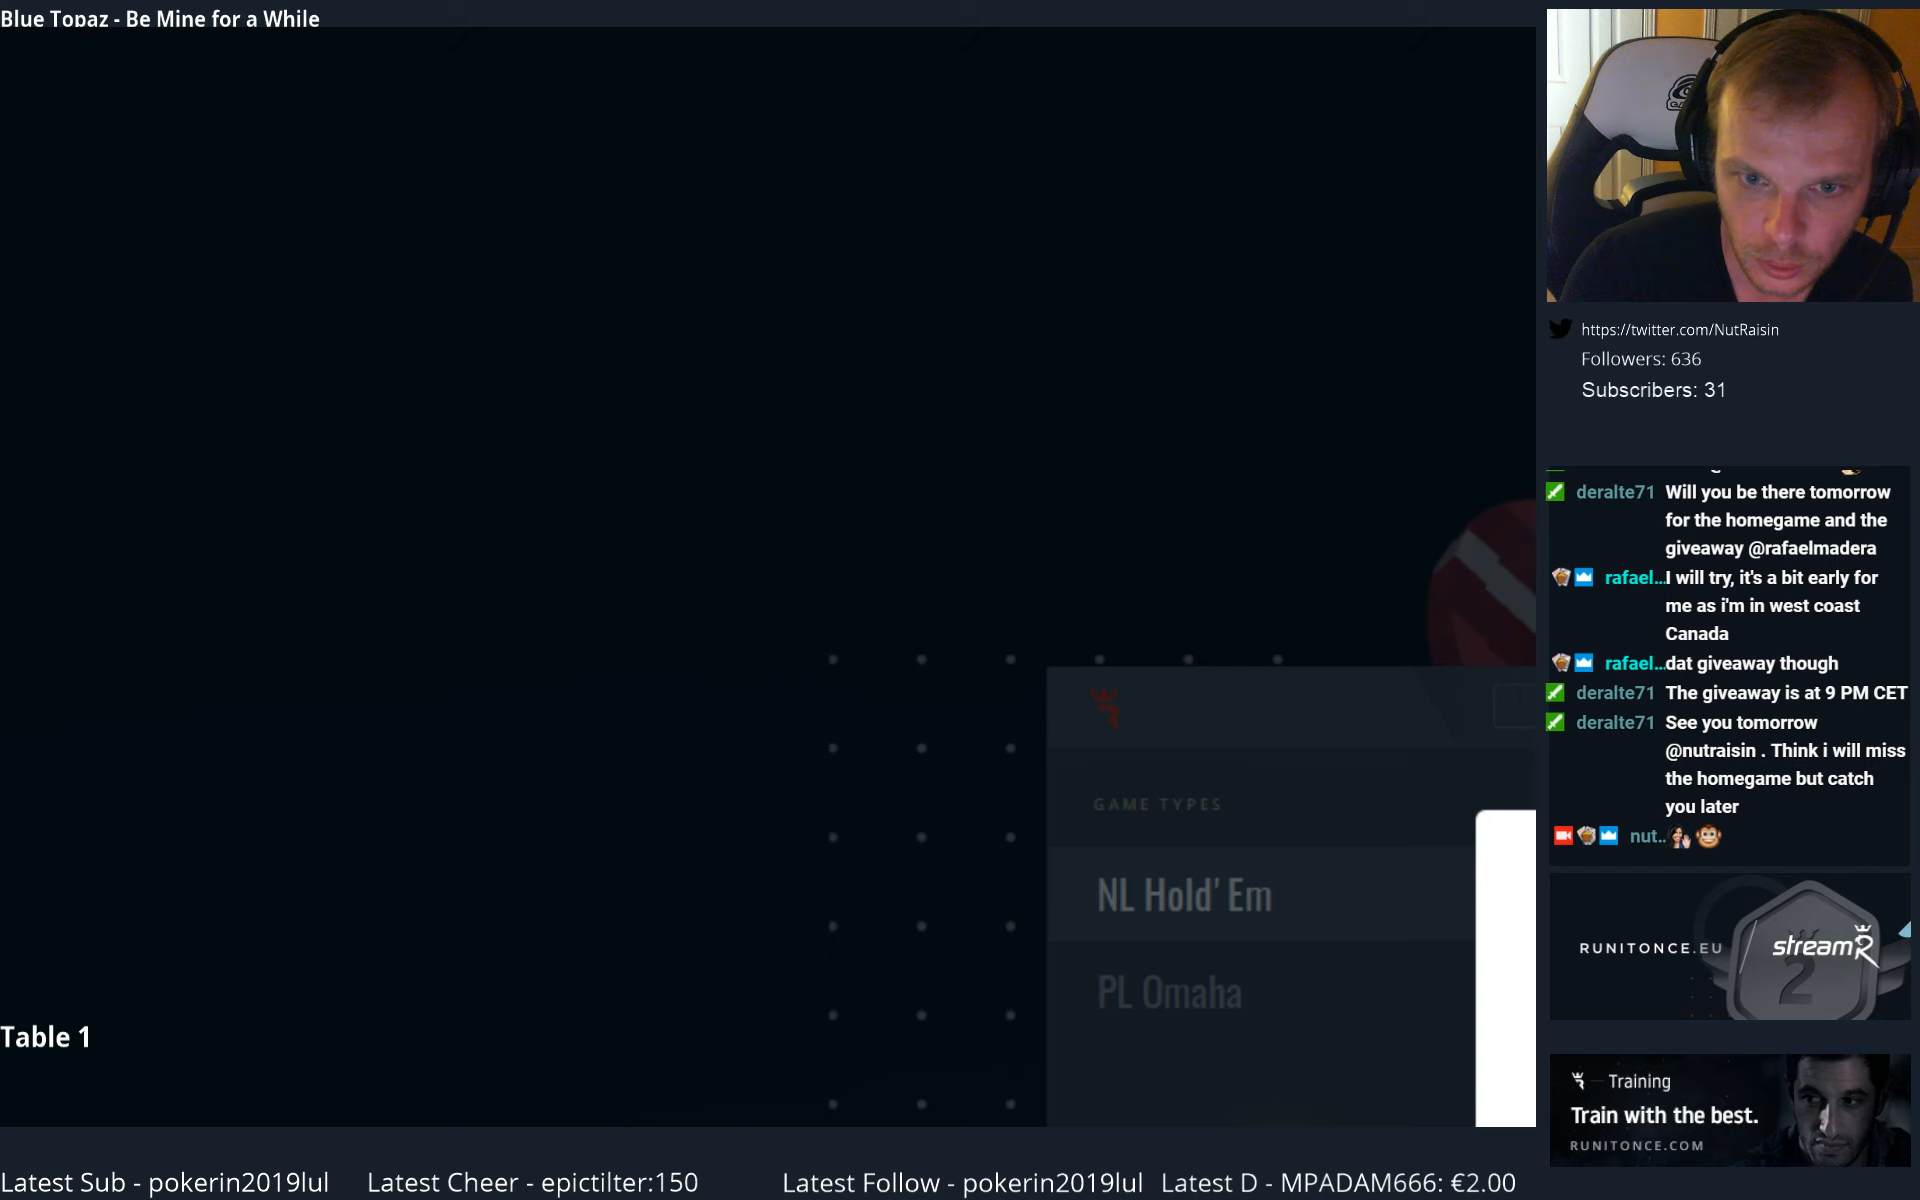 Blue Topaz - Be Mine for a While
https://twitter.com/NutRaisin
Followers: 636
Subscribers: 31
deralte71 Will you be there tomorrow
for the homegame and the
giveaway @rafaelmadera
rafael... I will try, it's a bit early for
me as i'm in west coast
Canada
rafael... dat giveaway though
deralte71 The giveaway is at 9 PM CET
deralte71 See you tomorrow
@nutraisin . Think i will miss
the homegame but catch
you later
nut..
GAME TYPES
NL Hold' Em
PL Omaha
RUNITONCE.EU / streamR
2
Table 1
Training
Train with the best.
RUNITONCE.COM
Latest Sub - pokerin2019lul Latest Cheer - epictilter:150 Latest Follow - pokerin2019lul Latest D - MPADAM666: €2.00